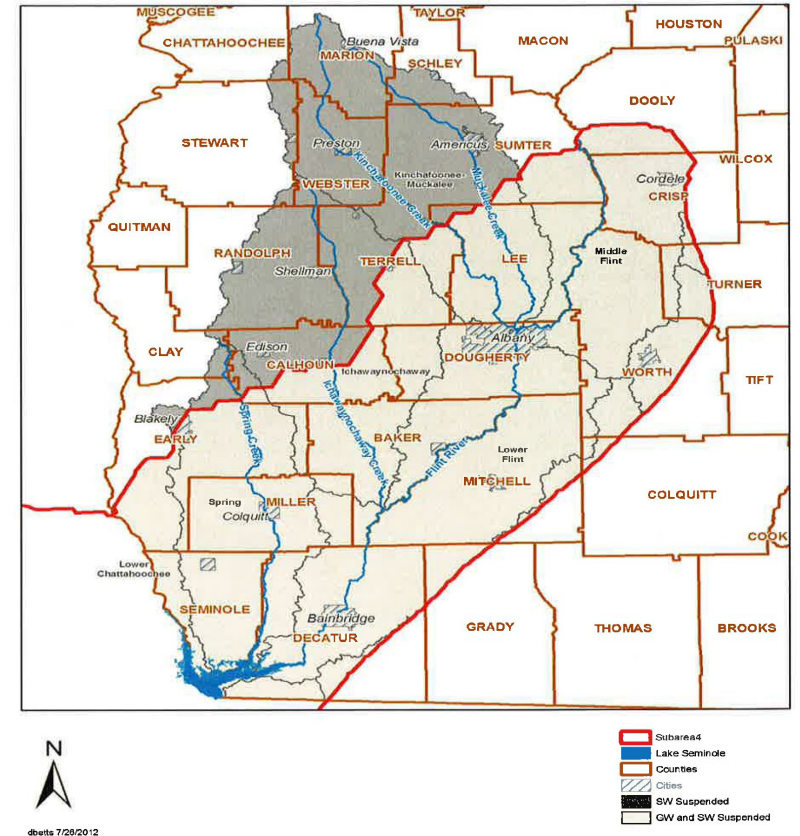 MUSCOGEE
TAYLOR
HOUSTON
CHATTAHOOCHEE
Buena Vista
MACON
PULASKI
MARION
SCHLEY
DOOLY
STEWART
Preston
Americus
SUMTER
WILCOX
Kinchafoonee-
Muckalee
Kinchafoonee Creek
Muckalee Creek
WEBSTER
Cordele
CRISP
QUITMAN
RANDOLPH
Shellman
TERRELL
LEE
Middle
Flint
TURNER
CLAY
Edison
CALHOUN
Ichawaynochaway
Albany
DOUGHERTY
WORTH
TIFT
Blakely
EARLY
Spring Creek
Ichawaynochaway Creek
BAKER
Flint River
Lower
Flint
MITCHELL
Spring
MILLER
Colquitt
COLQUITT
COOK
Lower
Chattahoochee
SEMINOLE
Bainbridge
DECATUR
GRADY
THOMAS
BROOKS
N
Subarea4
Lake Seminole
Counties
Cities
SW Suspended
GW and SW Suspended
dbetts 7/26/2012